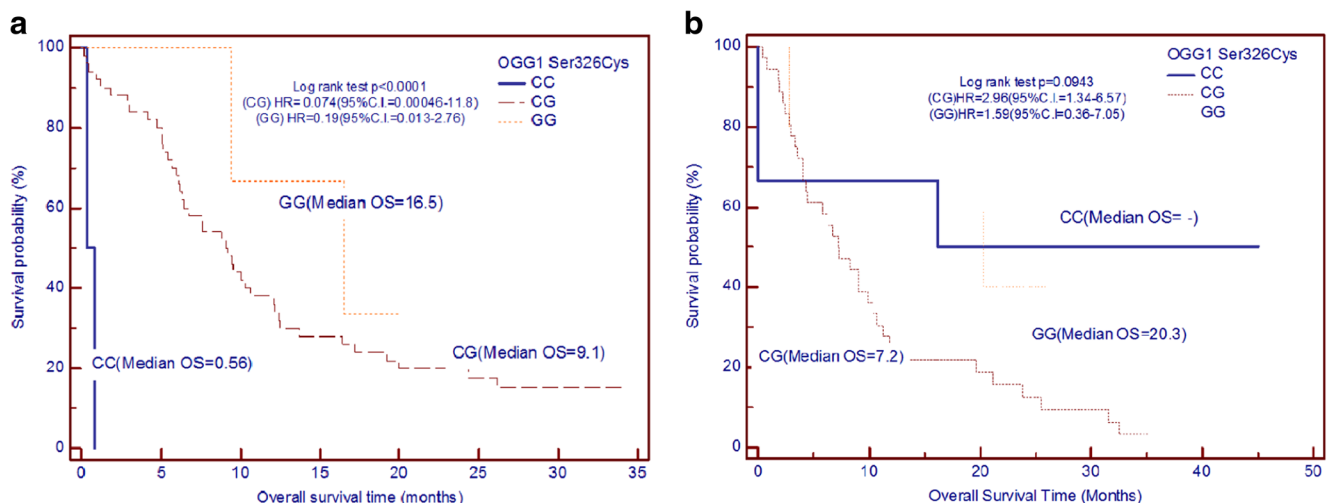 a
OGG1 Ser326Cys
CC
CG
GG
Log rank test p<0.0001
(CG) HR= 0.074(95%C.I.=0.00046-11.8)
(GG) HR=0.19(95%C.I.=0.013-2.76)
GG(Median OS=16.5)
CC(Median OS=0.56)
CG(Median OS=9.1)
Survival probability (%)
100
80
60
40
20
0
0 5 10 15 20 25 30 35
Overall survival time (months)
b
OGG1 Ser326Cys
CC
CG
GG
Log rank test p=0.0943
(CG)HR=2.96(95%C.I.=1.34-6.57)
(GG)HR=1.59(95%C.I=0.36-7.05)
CC(Median OS= -)
GG(Median OS=20.3)
CG(Median OS=7.2)
Survival probability (%)
100
80
60
40
20
0
0 10 20 30 40 50
Overall Survival Time (Months)